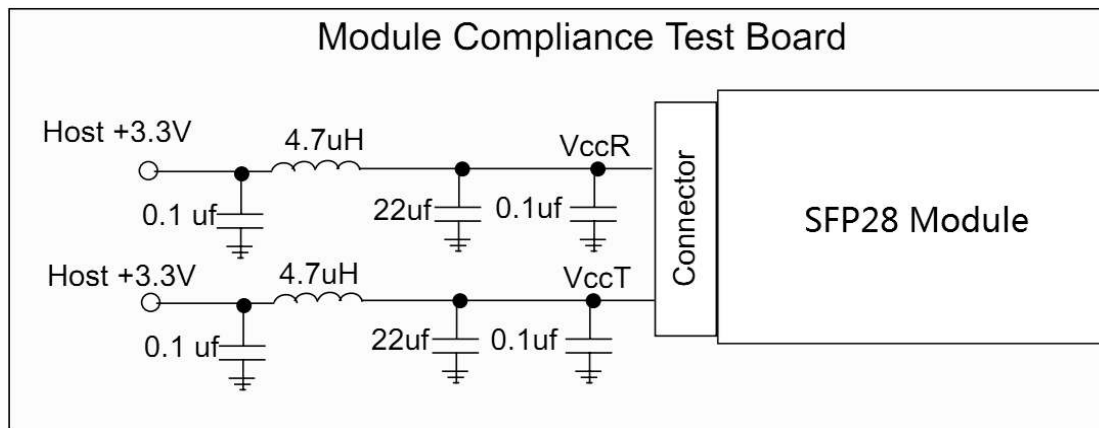 Module Compliance Test Board
Host +3.3V
4.7uH
VccR
0.1 uf
22uf
0.1uf
Host +3.3V
4.7uH
VccT
0.1 uf
22uf
0.1uf
Connector
SFP28 Module